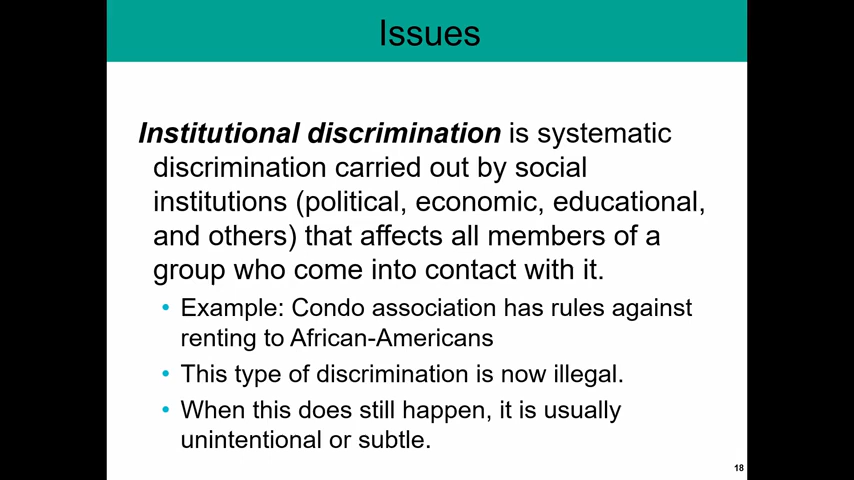 Issues
Institutional discrimination is systematic
discrimination carried out by social
institutions (political, economic, educational,
and others) that affects all members of a
group who come into contact with it.
• Example: Condo association has rules against
renting to African-Americans
• This type of discrimination is now illegal.
• When this does still happen, it is usually
unintentional or subtle.
18